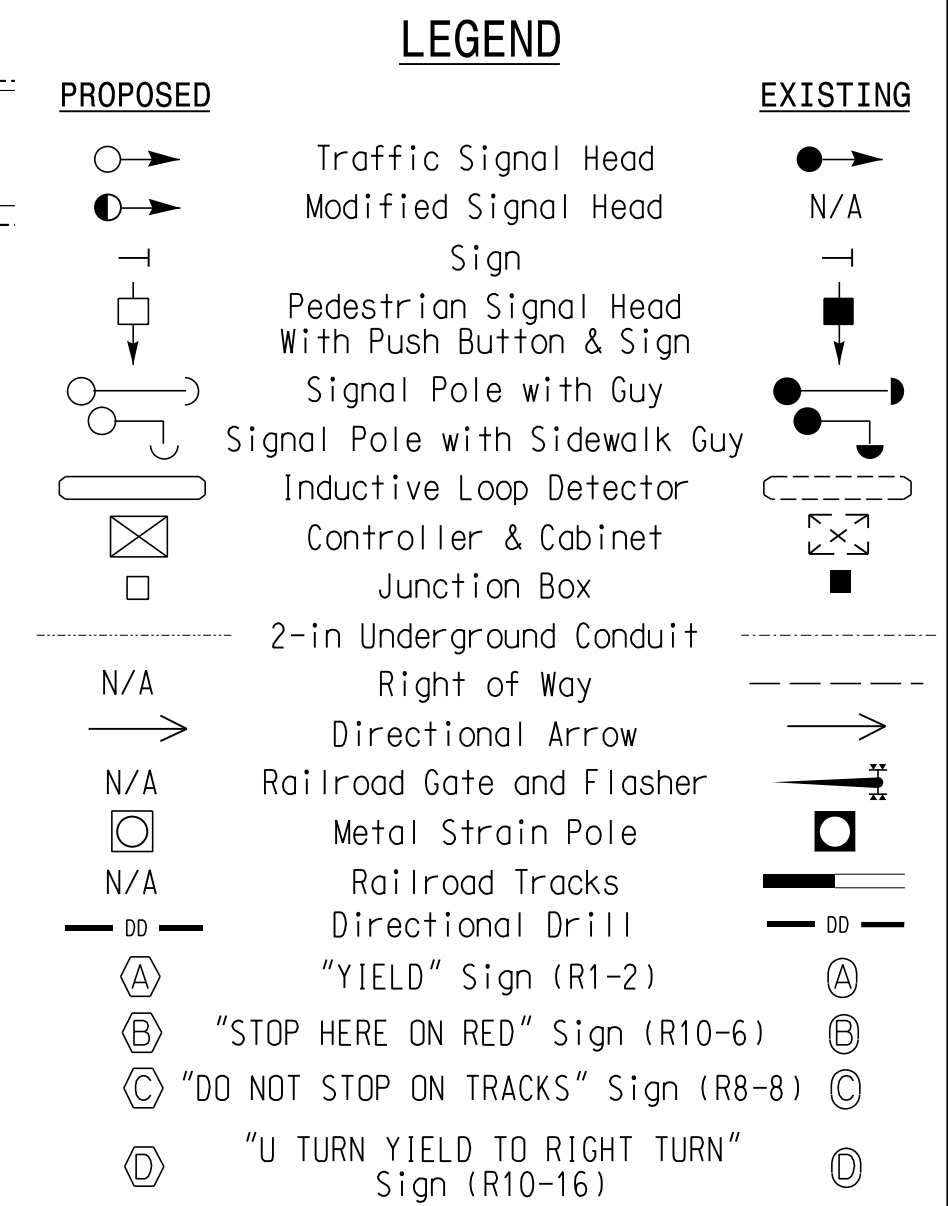 LEGEND
PROPOSED EXISTING
Traffic Signal Head
Modified Signal Head N/A
Sign
Pedestrian Signal Head
With Push Button & Sign
Signal Pole with Guy
Signal Pole with Sidewalk Guy
Inductive Loop Detector
Controller & Cabinet
Junction Box
2-in Underground Conduit
N/A Right of Way
Directional Arrow
N/A Railroad Gate and Flasher
Metal Strain Pole
N/A Railroad Tracks
DD Directional Drill DD
A "YIELD" Sign (R1-2) A
B "STOP HERE ON RED" Sign (R10-6) B
C "DO NOT STOP ON TRACKS" Sign (R8-8) C
D "U TURN YIELD TO RIGHT TURN" D
Sign (R10-16)